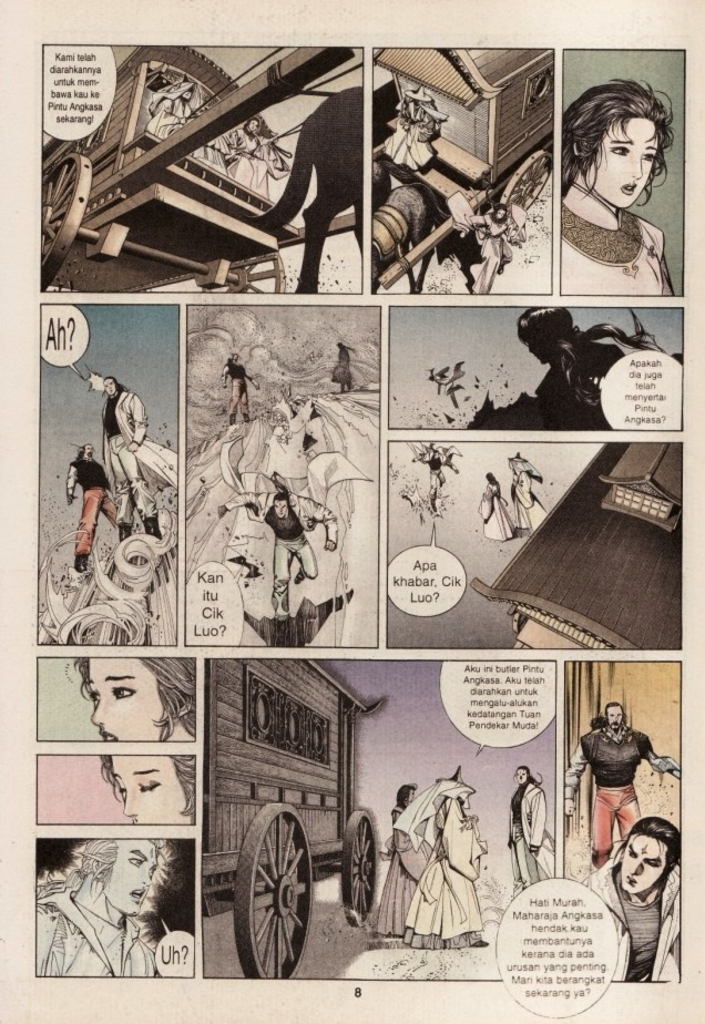 Kami telah
diarahkannya
untuk mem-
bawa kau ke
Pintu Angkasa
sekarang!
Ah?
Kan
itu
Cik
Luo?
Apakah
dia juga
telah
menyertai
Pintu
Angkasa?
Apa
khabar, Cik
Luo?
Uh?
Aku ini butler Pintu
Angkasa. Aku telah
diarahkan untuk
mengalu-alukan
kedatangan Tuan
Pendekar Muda!
Hati Murah,
Maharaja Angkasa
hendak kau
membantunya
kerana dia ada
urusan yang penting.
Mari kita berangkat
sekarang ya?
8